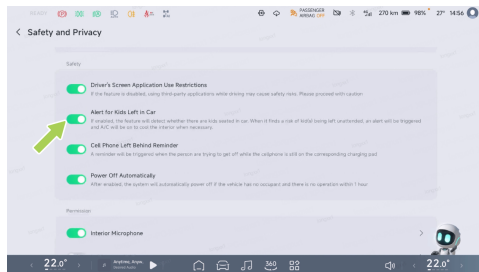 READY
PASSENGER
AIRBAG OFF
270 km
98%
27°
14:56
Safety and Privacy
Safety
Driver's Screen Application Use Restrictions
If the feature is disabled, using third-party applications while driving may cause safety risks. Please proceed with caution
Alert for Kids Left in Car
If enabled, the feature will detect whether there are kids seated in car. When it finds a risk of kid(s) being left unattended, an alert will be triggered
and A/C will be on to cool the interior when necessary.
Cell Phone Left Behind Reminder
A reminder will be triggered when the person are trying to get off while the cellphone is still on the corresponding charging pad
Power Off Automatically
After enabled, the system will automatically power off if the vehicle has no occupant and there is no operation within 1 hour
Permission
Interior Microphone
22.0°
Anytime, Anyw..
360
22.0°